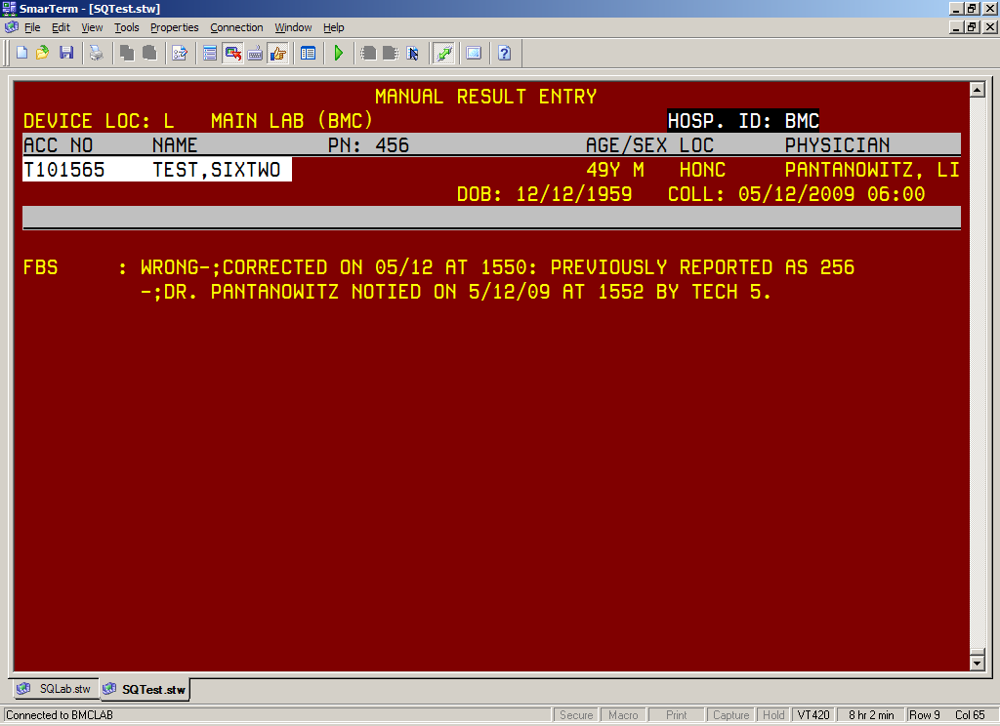 SmarTerm - [SQTest.stw]
File Edit View Tools Properties Connection Window Help
MANUAL RESULT ENTRY
DEVICE LOC: L MAIN LAB (BMC) HOSP. ID: BMC
ACC NO NAME PN: 456 AGE/SEX LOC PHYSICIAN
T101565 TEST,SIXTWO 49Y M HONC PANTANOWITZ, LI
DOB: 12/12/1959 COLL: 05/12/2009 06:00
FBS : WRONG-;CORRECTED ON 05/12 AT 1550: PREVIOUSLY REPORTED AS 256
-;DR. PANTANOWITZ NOTIED ON 5/12/09 AT 1552 BY TECH 5.
SQLab.stw SQTest.stw
Connected to BMCLAB Secure Macro Print Capture Hold VT420 8 hr 2 min Row 9 Col 65